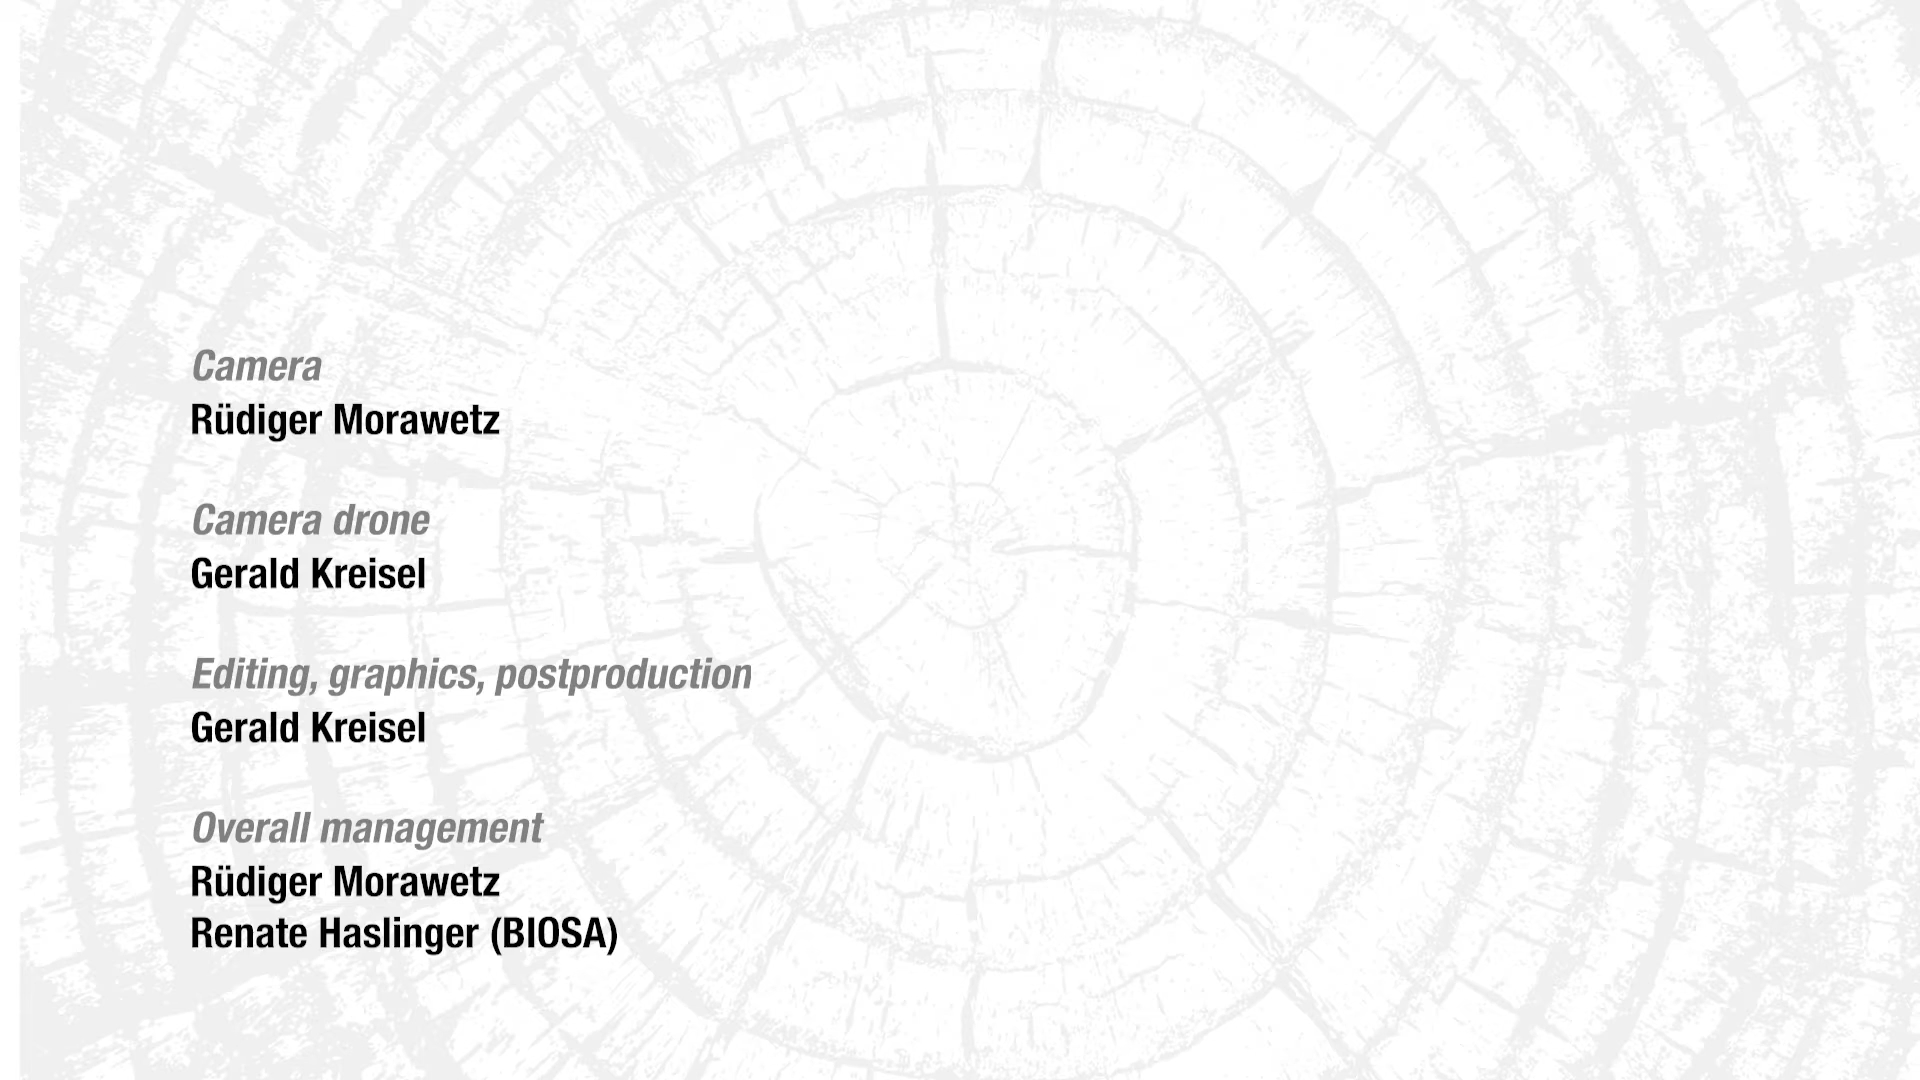 Camera
Rüdiger Morawetz
Camera drone
Gerald Kreisel
Editing, graphics, postproduction
Gerald Kreisel
Overall management
Rüdiger Morawetz
Renate Haslinger (BIOSA)